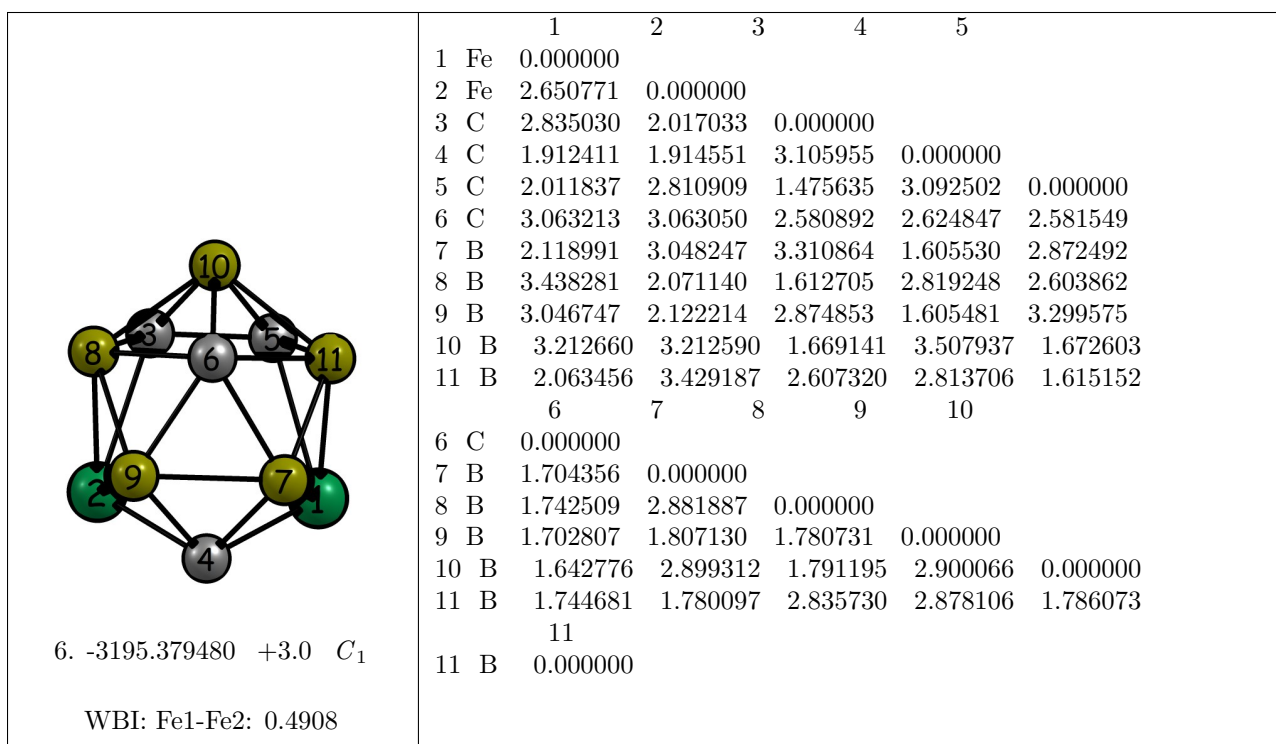 10
3 5
8 6 11
9 7
2 1
4
6. -3195.379480 +3.0 C₁
WBI: Fe1-Fe2: 0.4908
1 2 3 4 5
1 Fe 0.000000
2 Fe 2.650771 0.000000
3 C 2.835030 2.017033 0.000000
4 C 1.912411 1.914551 3.105955 0.000000
5 C 2.011837 2.810909 1.475635 3.092502 0.000000
6 C 3.063213 3.063050 2.580892 2.624847 2.581549
7 B 2.118991 3.048247 3.310864 1.605530 2.872492
8 B 3.438281 2.071140 1.612705 2.819248 2.603862
9 B 3.046747 2.122214 2.874853 1.605481 3.299575
10 B 3.212660 3.212590 1.669141 3.507937 1.672603
11 B 2.063456 3.429187 2.607320 2.813706 1.615152
6 7 8 9 10
6 C 0.000000
7 B 1.704356 0.000000
8 B 1.742509 2.881887 0.000000
9 B 1.702807 1.807130 1.780731 0.000000
10 B 1.642776 2.899312 1.791195 2.900066 0.000000
11 B 1.744681 1.780097 2.835730 2.878106 1.786073
11
11 B 0.000000